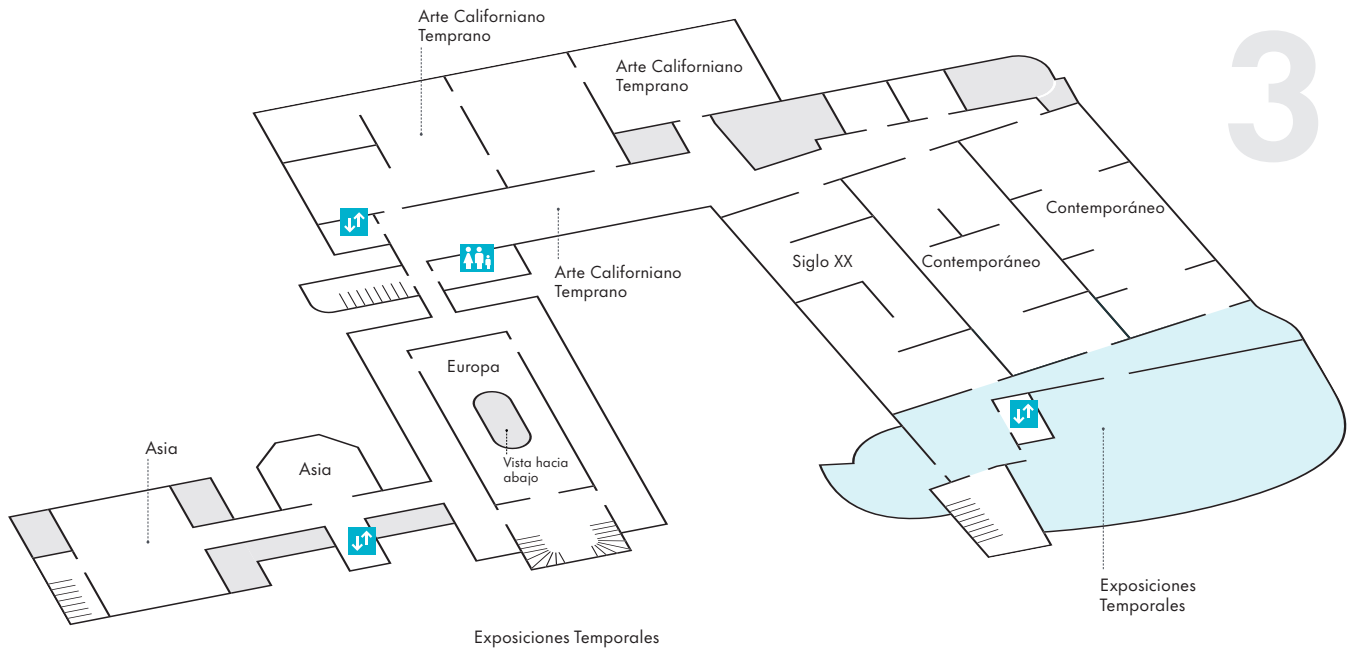 Arte Californiano
Temprano
Arte Californiano
Temprano
3
Contemporáneo
Siglo XX
Contemporáneo
Arte Californiano
Temprano
Europa
Asia
Asia
Vista hacia
abajo
Exposiciones
Temporales
Exposiciones Temporales